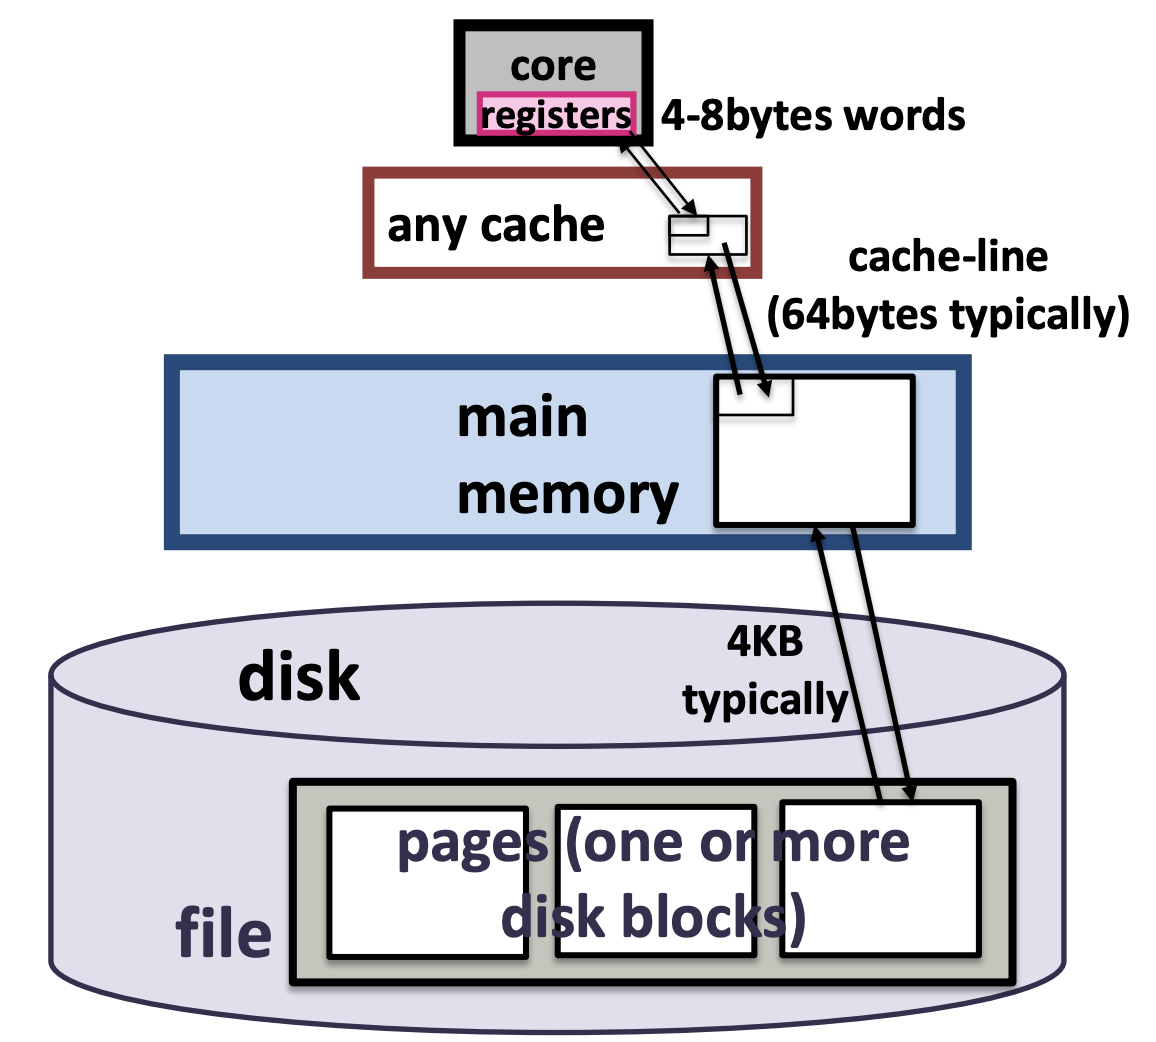 core
registers
4-8bytes words
any cache
cache-line
(64bytes typically)
main
memory
disk
4KB
typically
pages (one or more
disk blocks)
file